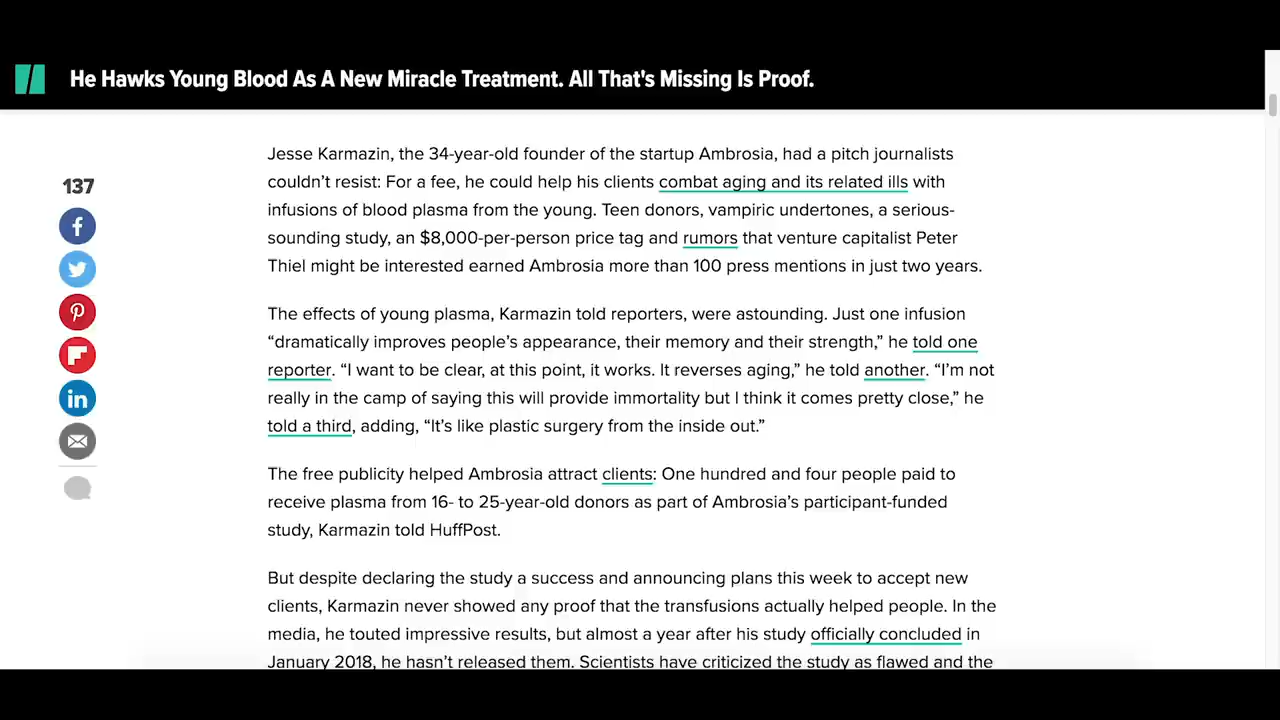 He Hawks Young Blood As A New Miracle Treatment. All That's Missing Is Proof.
137
Jesse Karmazin, the 34-year-old founder of the startup Ambrosia, had a pitch journalists
couldn’t resist: For a fee, he could help his clients combat aging and its related ills with
infusions of blood plasma from the young. Teen donors, vampiric undertones, a serious-
sounding study, an $8,000-per-person price tag and rumors that venture capitalist Peter
Thiel might be interested earned Ambrosia more than 100 press mentions in just two years.
The effects of young plasma, Karmazin told reporters, were astounding. Just one infusion
“dramatically improves people’s appearance, their memory and their strength,” he told one
reporter. “I want to be clear, at this point, it works. It reverses aging,” he told another. “I’m not
really in the camp of saying this will provide immortality but I think it comes pretty close,” he
told a third, adding, “It’s like plastic surgery from the inside out.”
The free publicity helped Ambrosia attract clients: One hundred and four people paid to
receive plasma from 16- to 25-year-old donors as part of Ambrosia’s participant-funded
study, Karmazin told HuffPost.
But despite declaring the study a success and announcing plans this week to accept new
clients, Karmazin never showed any proof that the transfusions actually helped people. In the
media, he touted impressive results, but almost a year after his study officially concluded in
January 2018, he hasn’t released them. Scientists have criticized the study as flawed and the